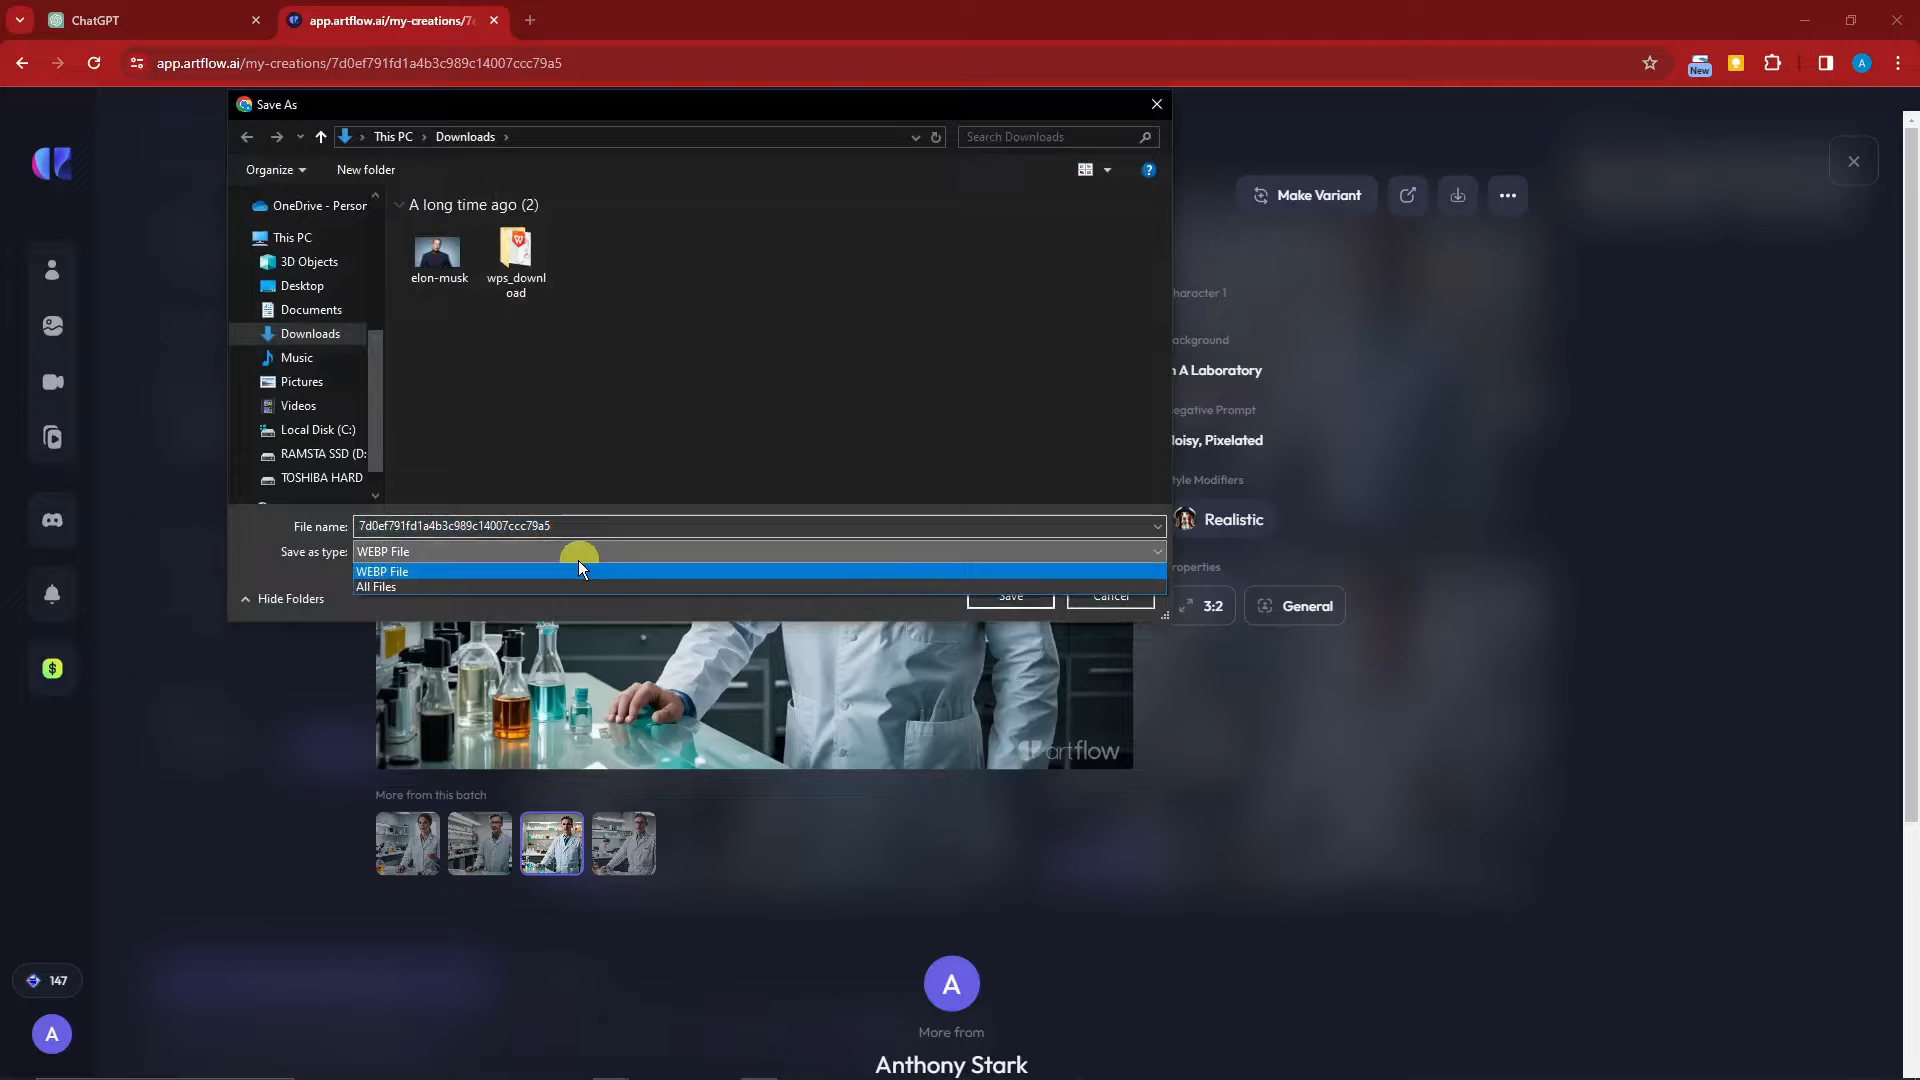 ChatGPT
app.artflow.ai/my-creations/7
app.artflow.ai/my-creations/7d0ef791fd1a4b3c989c14007ccc79a5
New
A
Save As
This PC
Downloads
Search Downloads
Organize
New folder
?
OneDrive - Person
This PC
3D Objects
Desktop
Documents
Downloads
Music
Pictures
Videos
Local Disk (C:)
RAMSTA SSD (D:
TOSHIBA HARD
A long time ago (2)
elon-musk
wps_downl
oad
File name:
7d0ef791fd1a4b3c989c14007ccc79a5
Save as type:
WEBP File
WEBP File
All Files
Hide Folders
Save
Cancel
Make Variant
haracter 1
ackground
n A Laboratory
egative Prompt
Noisy, Pixelated
tyle Modifiers
Realistic
roperties
3:2
General
artflow
More from this batch
$
147
A
A
More from
Anthony Stark